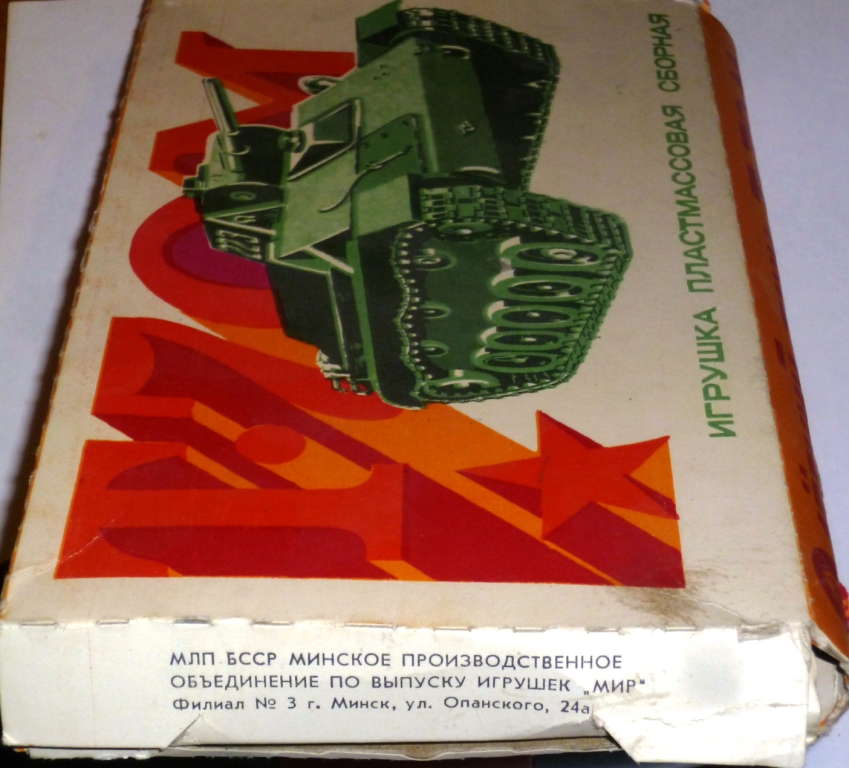 Т-70М
ИГРУШКА ПЛАСТМАССОВАЯ СБОРНАЯ
МЛП БССР МИНСКОЕ ПРОИЗВОДСТВЕННОЕ
ОБЪЕДИНЕНИЕ ПО ВЫПУСКУ ИГРУШЕК „МИР"
Филиал № 3 г. Минск, ул. Опанского, 24а